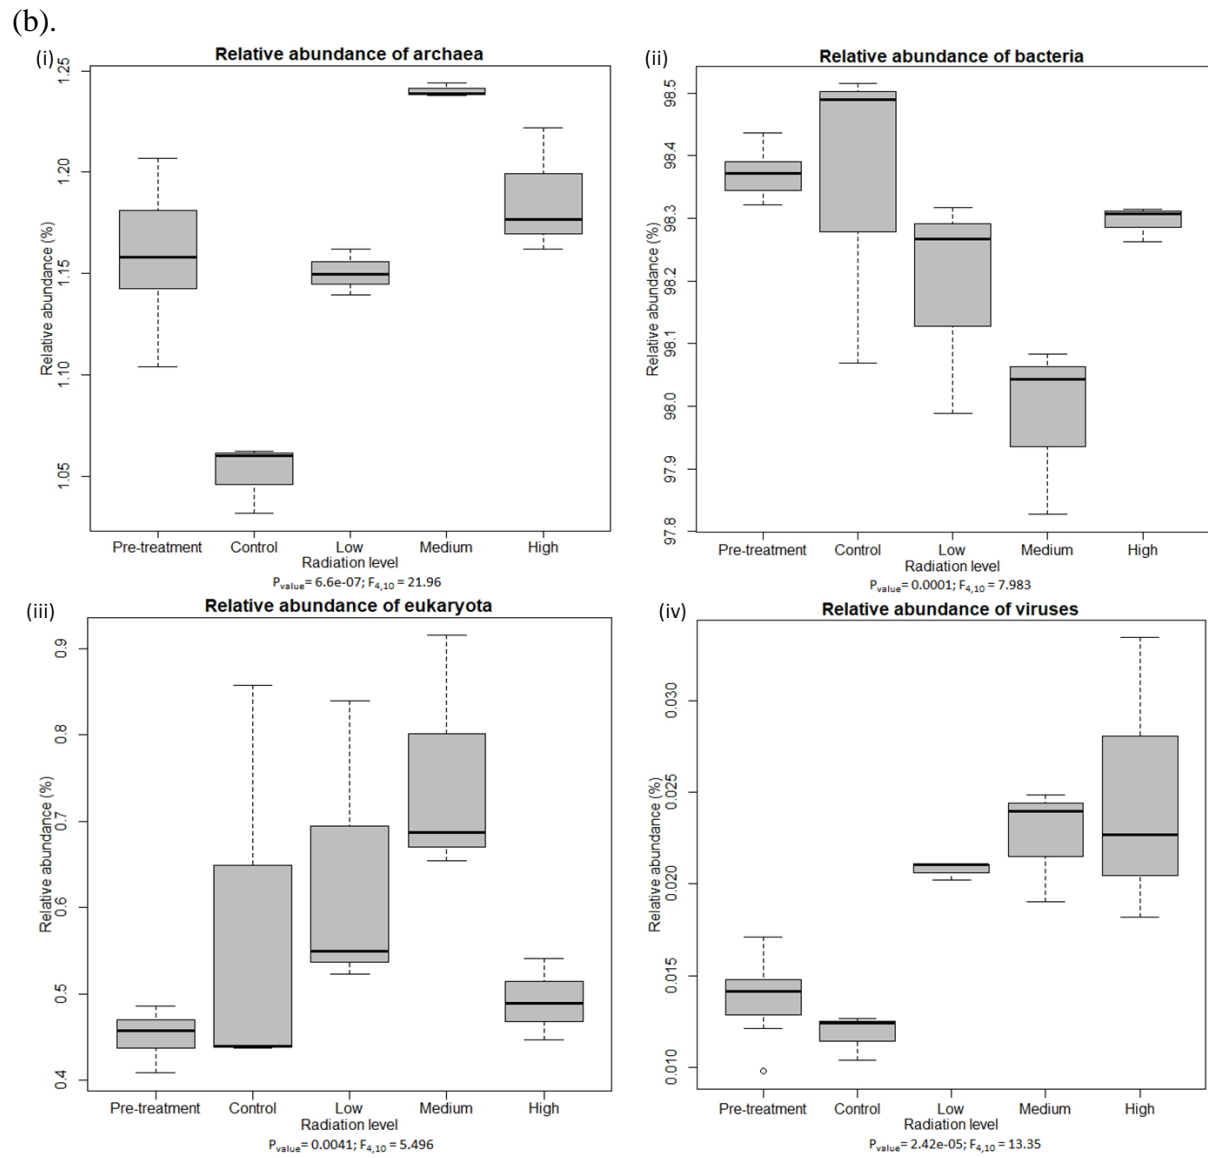 (b).
(i)
Relative abundance of archaea
Relative abundance (%)
1.25
1.20
1.15
1.10
1.05
Pre-treatment Control Low Medium High
Radiation level
Pvalue= 6.6e-07; F4,10 = 21.96
(ii)
Relative abundance of bacteria
Relative abundance (%)
98.5
98.4
98.3
98.2
98.1
98.0
97.9
97.8
Pre-treatment Control Low Medium High
Radiation level
Pvalue= 0.0001; F4,10 = 7.983
(iii)
Relative abundance of eukaryota
Relative abundance (%)
0.9
0.8
0.7
0.6
0.5
0.4
Pre-treatment Control Low Medium High
Radiation level
Pvalue= 0.0041; F4,10 = 5.496
(iv)
Relative abundance of viruses
Relative abundance (%)
0.030
0.025
0.020
0.015
0.010
Pre-treatment Control Low Medium High
Radiation level
Pvalue= 2.42e-05; F4,10 = 13.35